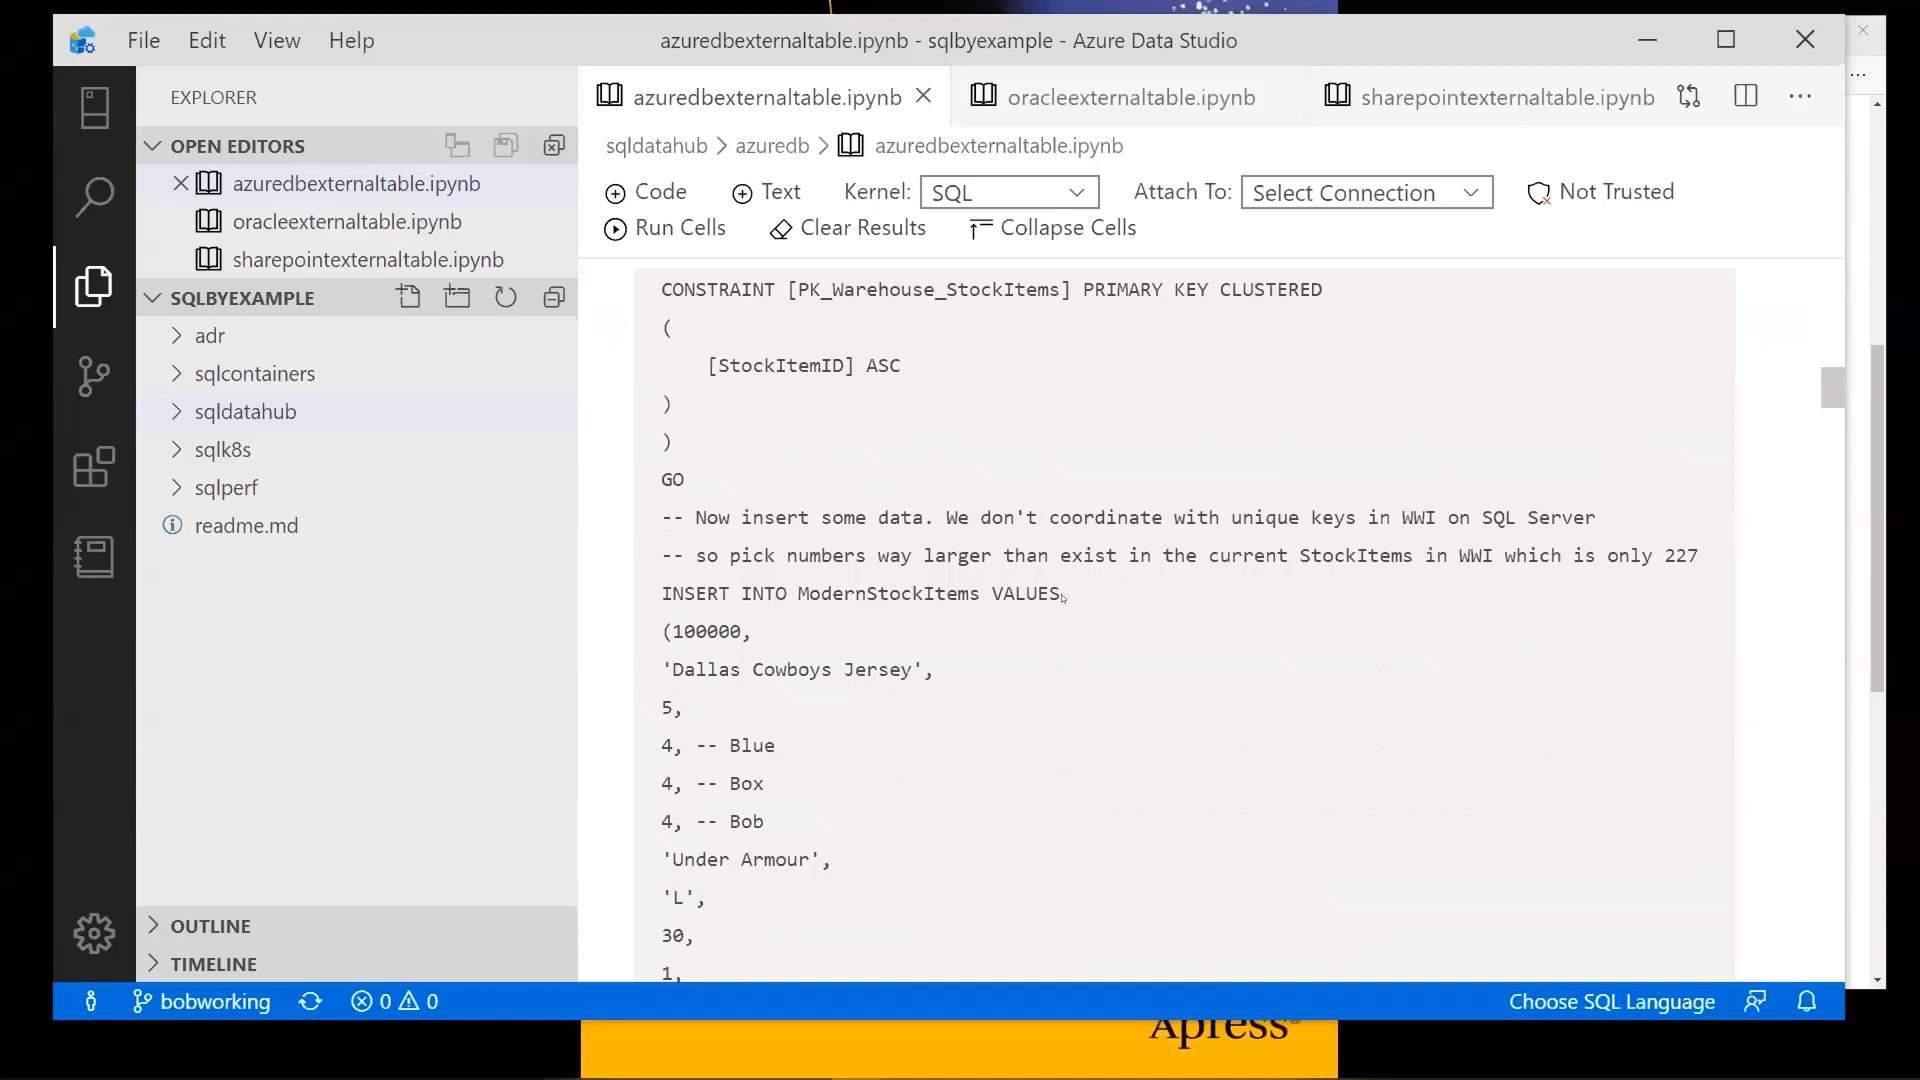 File Edit View Help azuredbexternaltable.ipynb - sqlbyexample - Azure Data Studio
EXPLORER
OPEN EDITORS
azuredbexternaltable.ipynb
oracleexternaltable.ipynb
sharepointexternaltable.ipynb
SQLBYEXAMPLE
adr
sqlcontainers
sqldatahub
sqlk8s
sqlperf
readme.md
OUTLINE
TIMELINE
azuredbexternaltable.ipynb oracleexternaltable.ipynb sharepointexternaltable.ipynb
sqldatahub > azuredb > azuredbexternaltable.ipynb
Code Text Kernel: SQL Attach To: Select Connection Not Trusted
Run Cells Clear Results Collapse Cells
CONSTRAINT [PK_Warehouse_StockItems] PRIMARY KEY CLUSTERED
(
[StockItemID] ASC
)
)
GO
-- Now insert some data. We don't coordinate with unique keys in WWI on SQL Server
-- so pick numbers way larger than exist in the current StockItems in WWI which is only 227
INSERT INTO ModernStockItems VALUES
(100000,
'Dallas Cowboys Jersey',
5,
4, -- Blue
4, -- Box
4, -- Bob
'Under Armour',
'L',
30,
1,
bobworking 0 0 Choose SQL Language
Apress®